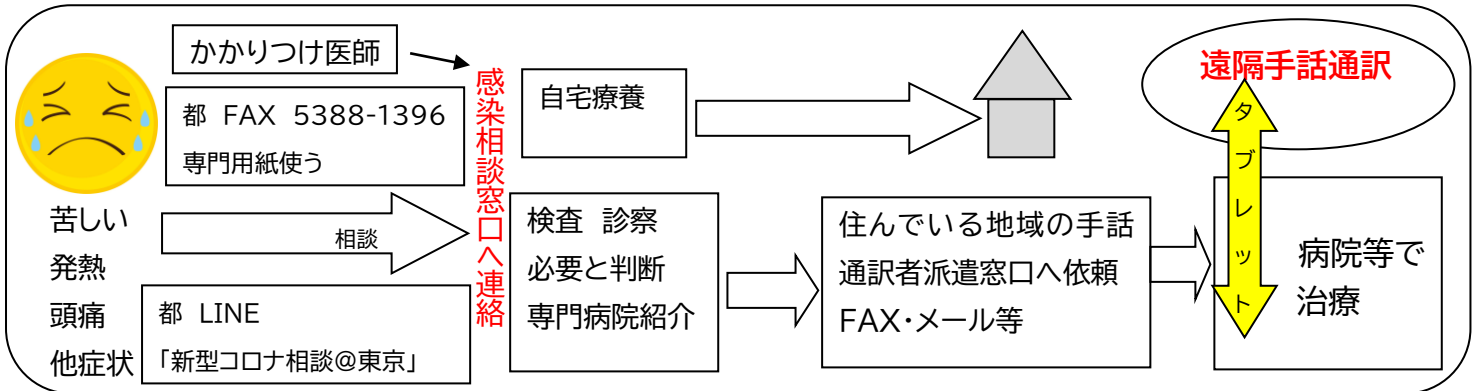 かかりつけ医師
都 FAX 5388-1396
専門用紙使う
苦しい
発熱
頭痛
他症状
相談
都 LINE
「新型コロナ相談@東京」
感染相談窓口へ連絡
自宅療養
検査 診察
必要と判断
専門病院紹介
住んでいる地域の手話
通訳者派遣窓口へ依頼
FAX・メール等
遠隔手話通訳
タブレット
病院等で
治療